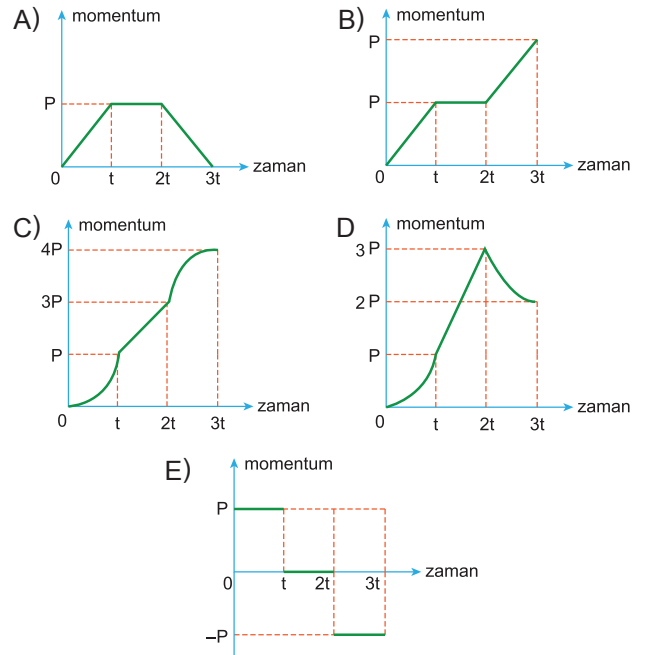 A)
momentum
P
0
t
2t
3t
zaman
B)
momentum
P
P
0
t
2t
3t
zaman
C)
momentum
4P
3P
P
0
t
2t
3t
zaman
D)
momentum
3 P
2 P
P
0
t
2t
3t
zaman
E)
momentum
P
0
t
2t
3t
zaman
–P